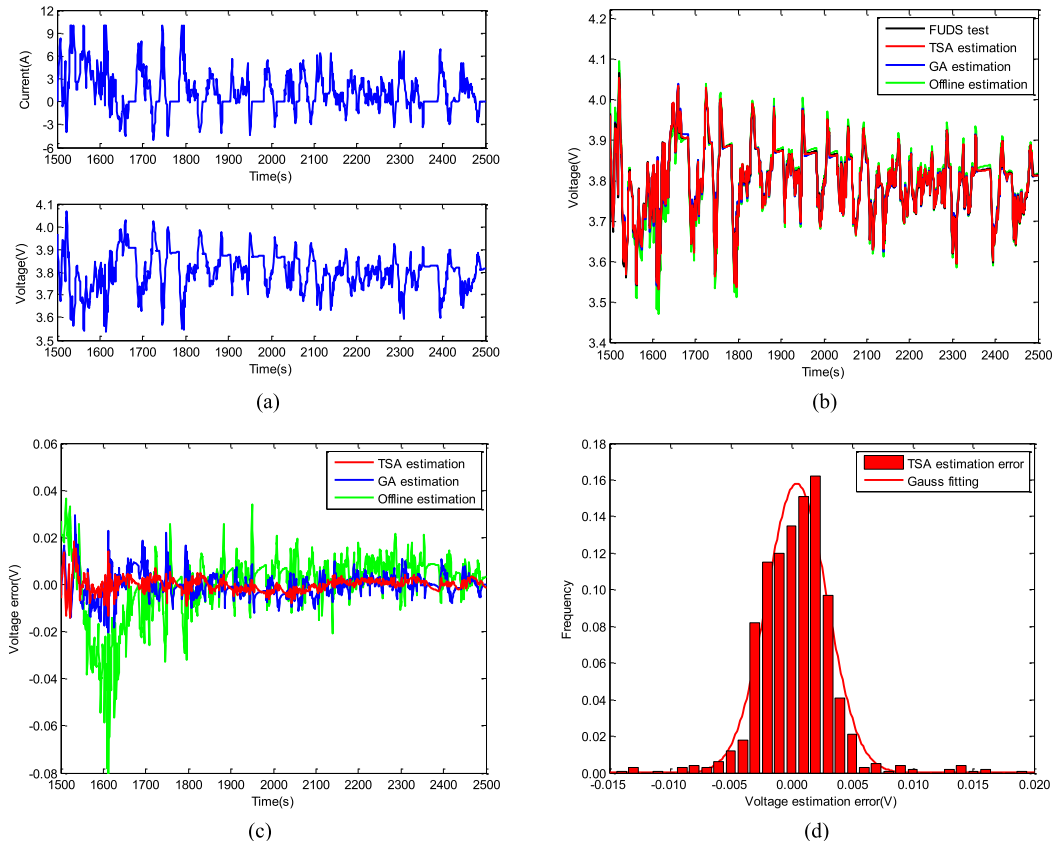 12
9
6
3
0
-3
-6
Current(A)
1500 1600 1700 1800 1900 2000 2100 2200 2300 2400 2500
Time(s)
4.1
4.0
3.9
3.8
3.7
3.6
3.5
Voltage(V)
1500 1600 1700 1800 1900 2000 2100 2200 2300 2400 2500
Time(s)
(a)
4.2
4.1
4.0
3.9
3.8
3.7
3.6
3.5
3.4
Voltage(V)
FUDS test
TSA estimation
GA estimation
Offline estimation
1500 1600 1700 1800 1900 2000 2100 2200 2300 2400 2500
Time(s)
(b)
0.06
0.04
0.02
0.00
-0.02
-0.04
-0.06
-0.08
Voltage error(V)
TSA estimation
GA estimation
Offline estimation
1500 1600 1700 1800 1900 2000 2100 2200 2300 2400 2500
Time(s)
(c)
0.18
0.16
0.14
0.12
0.10
0.08
0.06
0.04
0.02
0.00
Frequency
TSA estimation error
Gauss fitting
-0.015 -0.010 -0.005 0.000 0.005 0.010 0.015 0.020
Voltage estimation error(V)
(d)